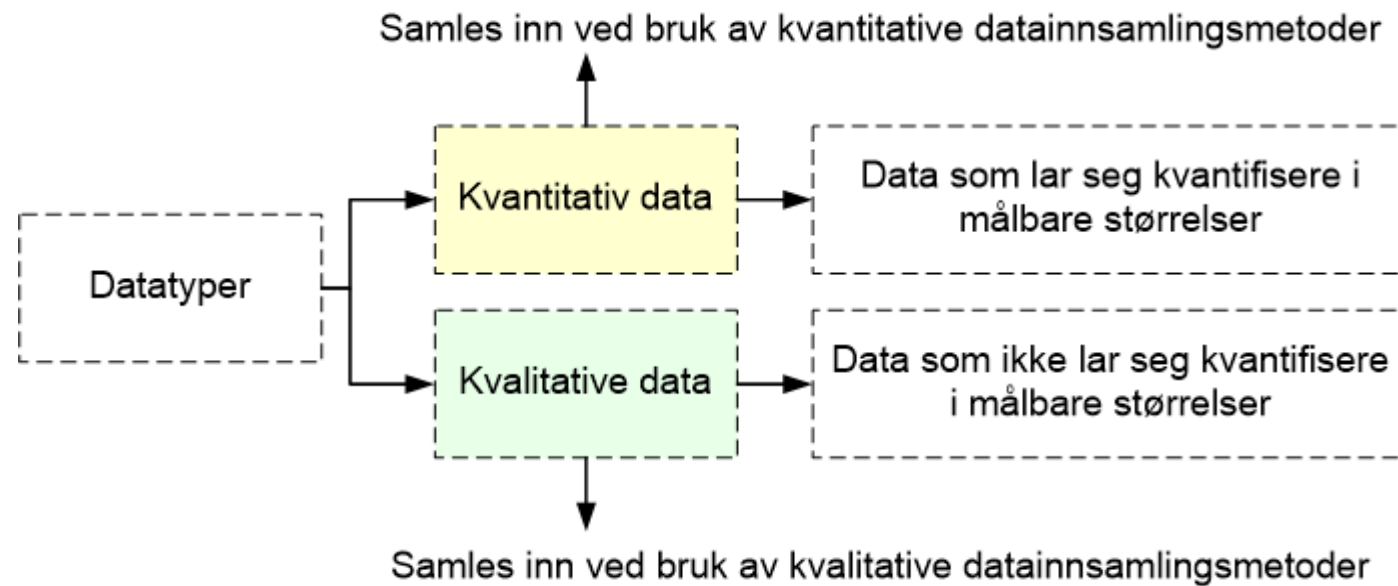 Samles inn ved bruk av kvantitative datainnsamlingsmetoder
Datatyper
Kvantitativ data
Data som lar seg kvantifisere i
målbare størrelser
Kvalitative data
Data som ikke lar seg kvantifisere
i målbare størrelser
Samles inn ved bruk av kvalitative datainnsamlingsmetoder